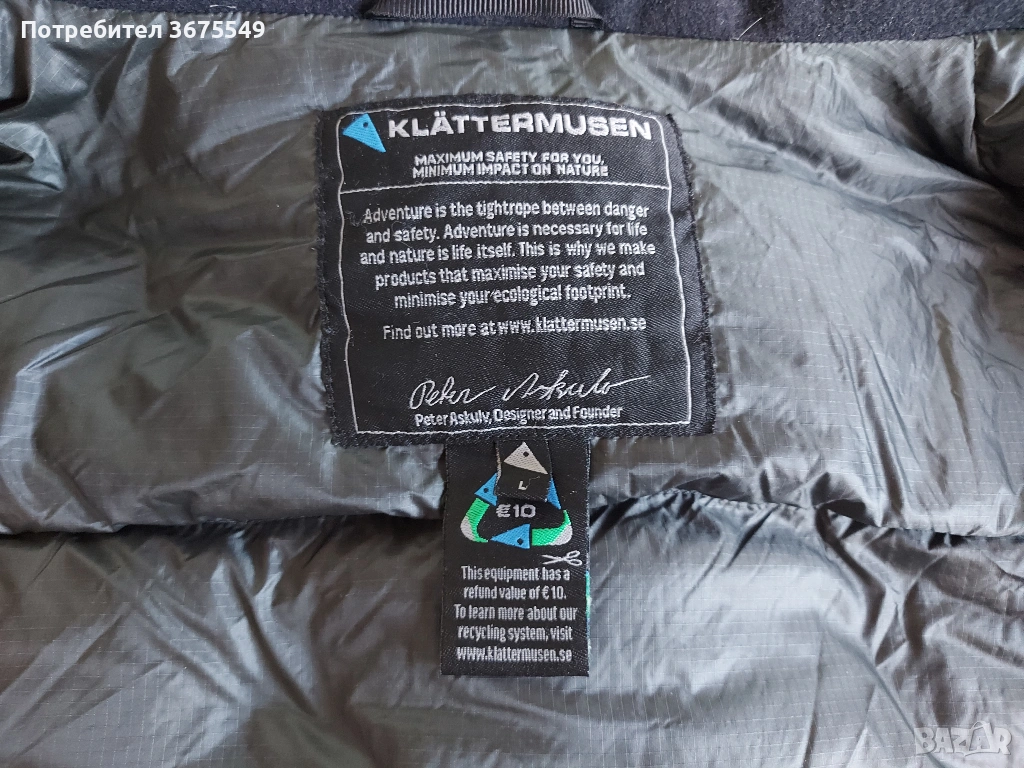 Потребител 3675549
KLÄTTERMUSEN
MAXIMUM SAFETY FOR YOU,
MINIMUM IMPACT ON NATURE
Adventure is the tightrope between danger
and safety. Adventure is necessary for life
and nature is life itself. This is why we make
products that maximise your safety and
minimise your ecological footprint.
Find out more at www.klattermusen.se
Peter Askulv
Peter Askulv, Designer and Founder
L
€10
This equipment has a
refund value of €10.
To learn more about our
recycling system, visit
www.klattermusen.se
BAZAR